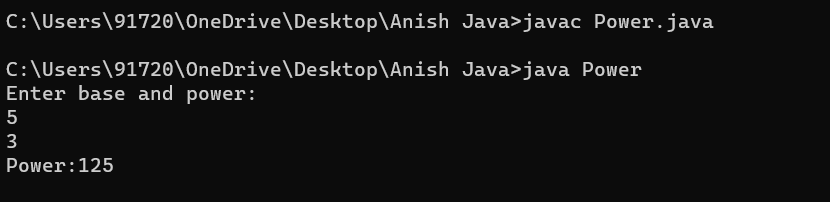 C:\Users\91720\OneDrive\Desktop\Anish Java>javac Power.java
C:\Users\91720\OneDrive\Desktop\Anish Java>java Power
Enter base and power:
5
3
Power:125